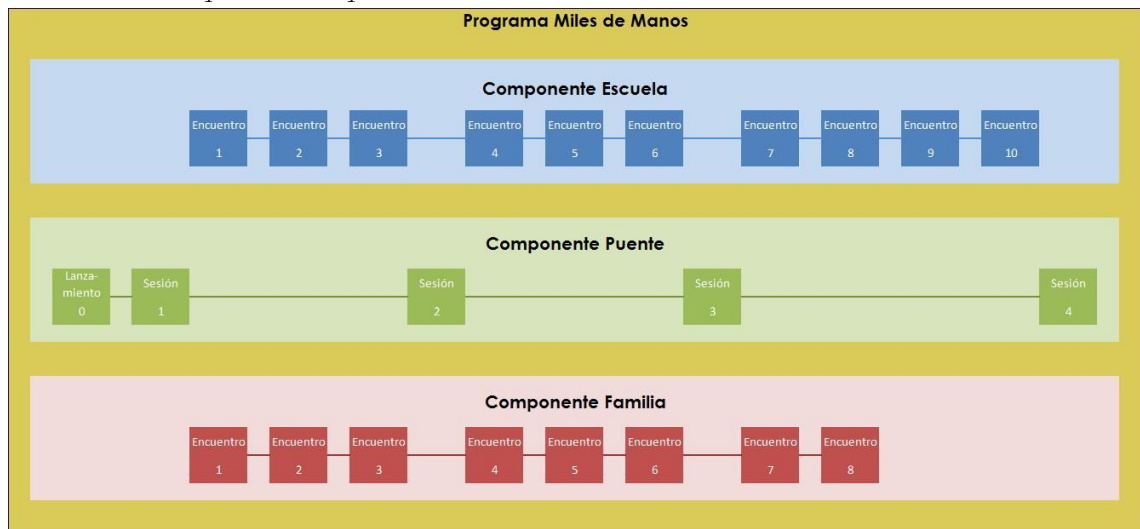 Programa Miles de Manos
Componente Escuela
Encuentro Encuentro Encuentro Encuentro Encuentro Encuentro Encuentro Encuentro Encuentro Encuentro
1 2 3 4 5 6 7 8 9 10
Componente Puente
Lanza-
miento
0
Sesión
1
Sesión
2
Sesión
3
Sesión
4
Componente Familia
Encuentro Encuentro Encuentro Encuentro Encuentro Encuentro Encuentro Encuentro
1 2 3 4 5 6 7 8